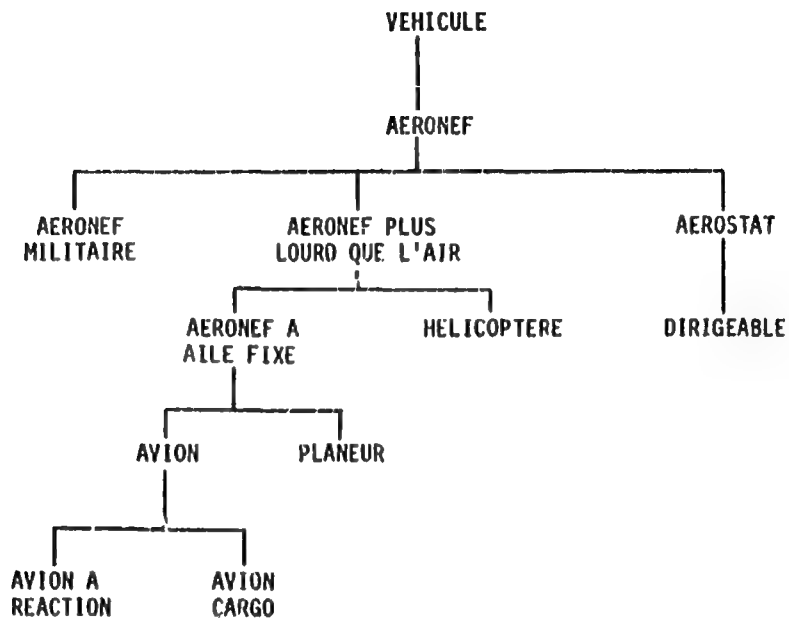 VEHICULE
AERONEF
AERONEF
MILITAIRE
AERONEF PLUS
LOURD QUE L'AIR
AEROSTAT
AERONEF A
AILE FIXE
HELICOPTERE
DIRIGEABLE
AVION
PLANEUR
AVION A
REACTION
AVION
CARGO